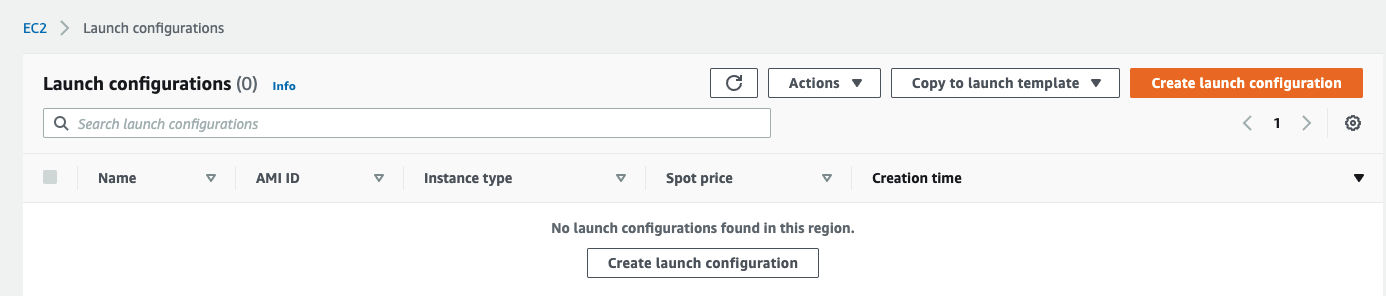 EC2 > Launch configurations
Launch configurations (0) Info Actions Copy to launch template Create launch configuration
Search launch configurations 1
Name AMI ID Instance type Spot price Creation time
No launch configurations found in this region.
Create launch configuration